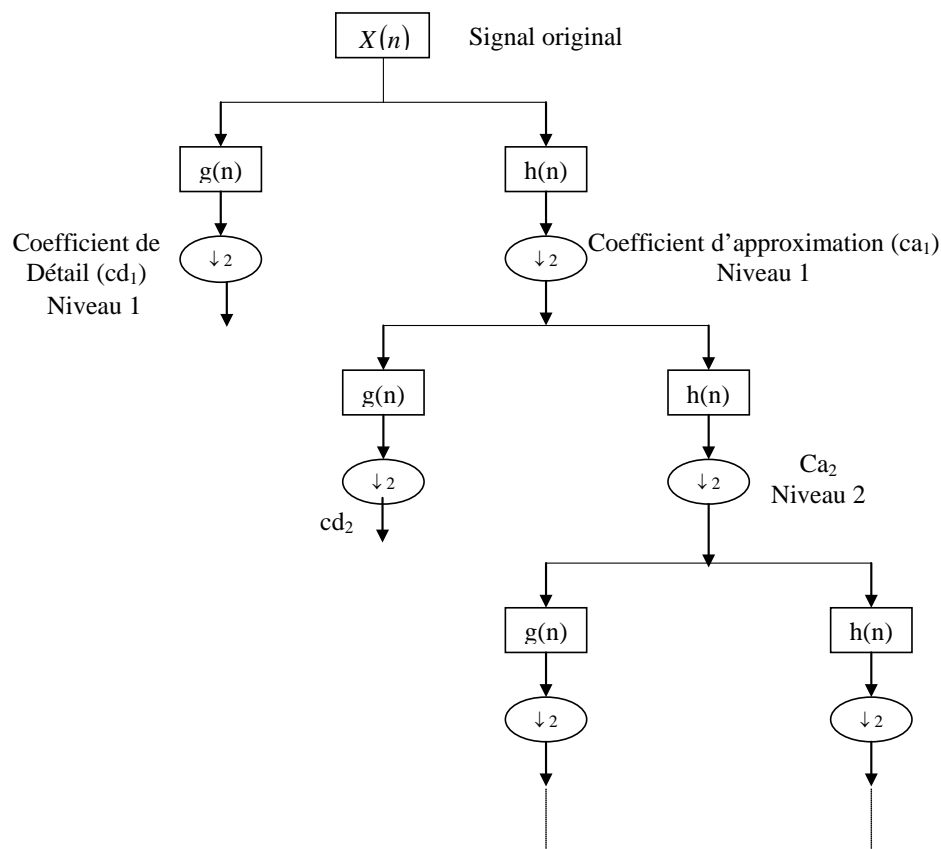 X(n)
Signal original
g(n)
h(n)
Coefficient de
Détail (cd₁)
Niveau 1
↓ 2
↓ 2
Coefficient d’approximation (ca₁)
Niveau 1
g(n)
h(n)
↓ 2
↓ 2
Ca₂
Niveau 2
cd₂
g(n)
h(n)
↓ 2
↓ 2